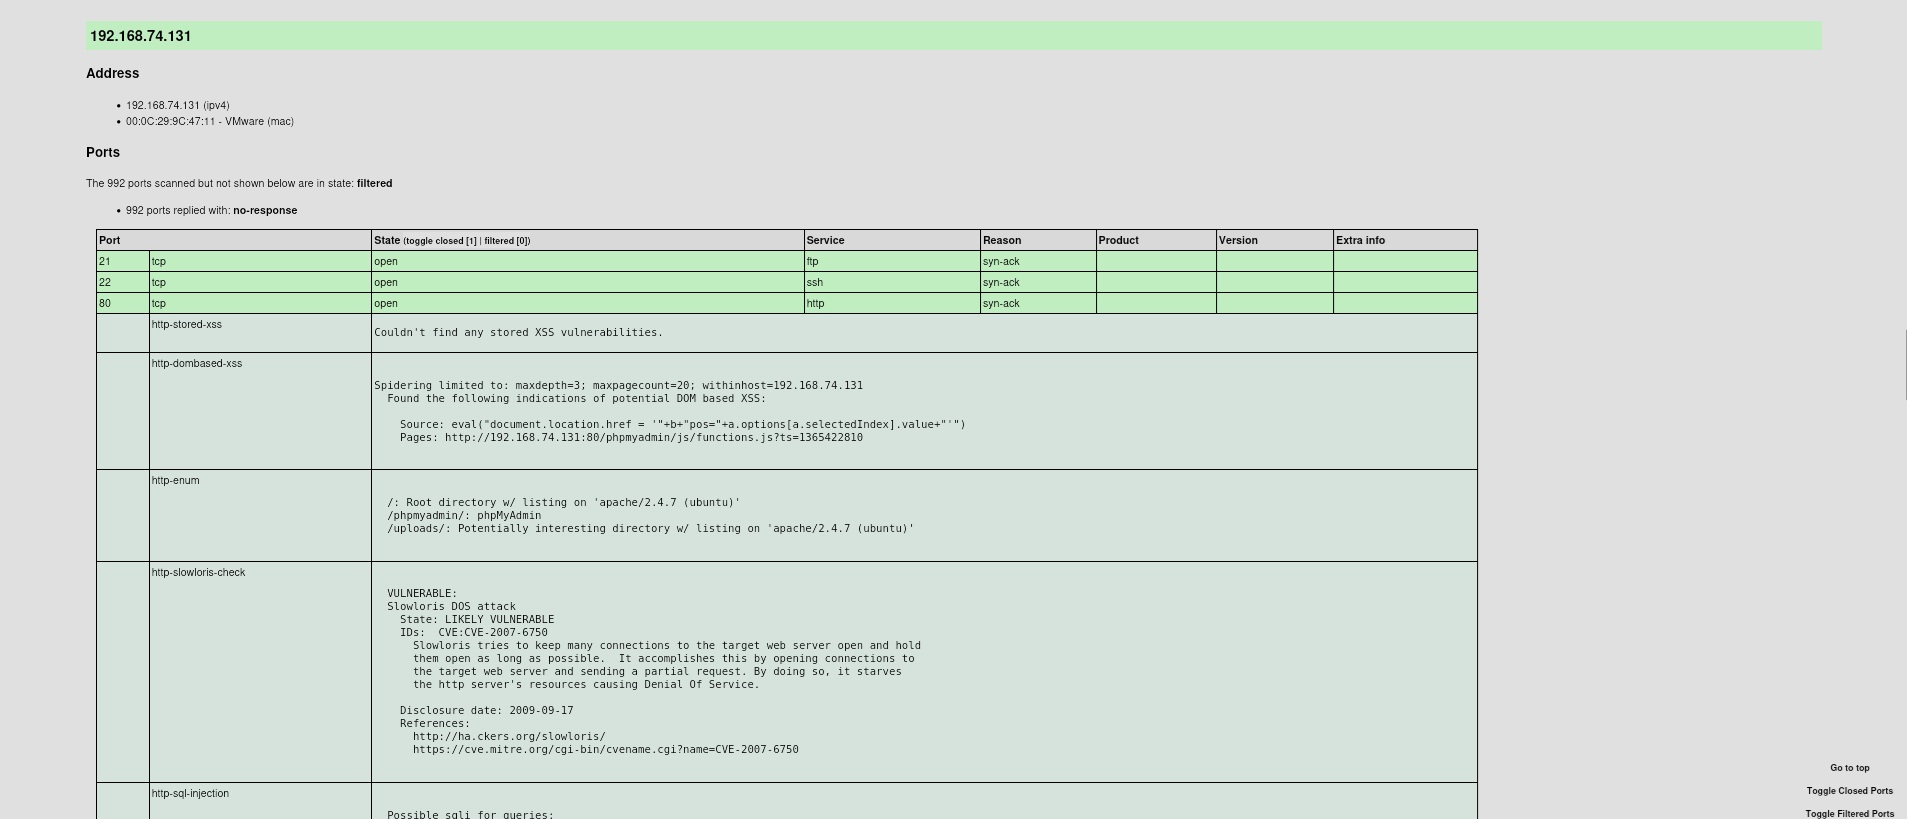 192.168.74.131
Address
• 192.168.74.131 (ipv4)
• 00:0C:29:9C:47:11 - VMware (mac)
Ports
The 992 ports scanned but not shown below are in state: filtered
• 992 ports replied with: no-response
Port State (toggle closed [1] | filtered [0]) Service Reason Product Version Extra info
21 tcp open ftp syn-ack
22 tcp open ssh syn-ack
80 tcp open http syn-ack
http-stored-xss
Couldn't find any stored XSS vulnerabilities.
http-dombased-xss
Spidering limited to: maxdepth=3; maxpagecount=20; withinhost=192.168.74.131
Found the following indications of potential DOM based XSS:
Source: eval("document.location.href = '"+b+"pos="+a.options[a.selectedIndex].value+"'")
Pages: http://192.168.74.131:80/phpmyadmin/js/functions.js?ts=1365422810
http-enum
/: Root directory w/ listing on 'apache/2.4.7 (ubuntu)'
/phpmyadmin/: phpMyAdmin
/uploads/: Potentially interesting directory w/ listing on 'apache/2.4.7 (ubuntu)'
http-slowloris-check
VULNERABLE:
Slowloris DOS attack
State: LIKELY VULNERABLE
IDs:  CVE:CVE-2007-6750
Slowloris tries to keep many connections to the target web server open and hold
them open as long as possible.  It accomplishes this by opening connections to
the target web server and sending a partial request. By doing so, it starves
the http server's resources causing Denial Of Service.
Disclosure date: 2009-09-17
References:
http://ha.ckers.org/slowloris/
https://cve.mitre.org/cgi-bin/cvename.cgi?name=CVE-2007-6750
http-sql-injection
Possible sqli for queries:
Go to top
Toggle Closed Ports
Toggle Filtered Ports